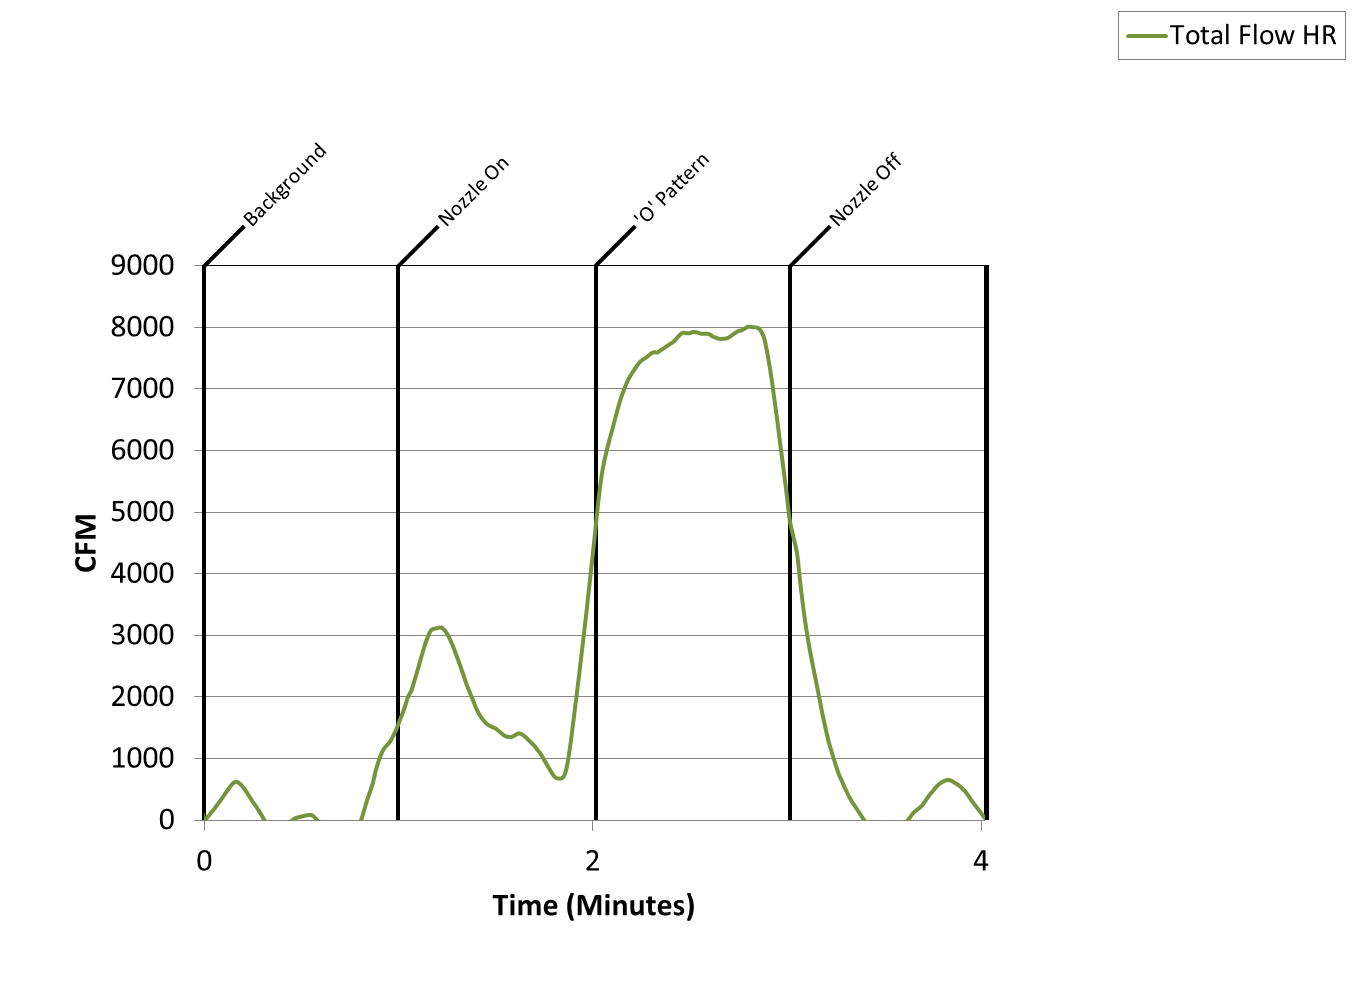 Total Flow HR
Background
Nozzle On
'O' Pattern
Nozzle Off
9000
8000
7000
6000
5000
4000
3000
2000
1000
0
CFM
0 2 4
Time (Minutes)